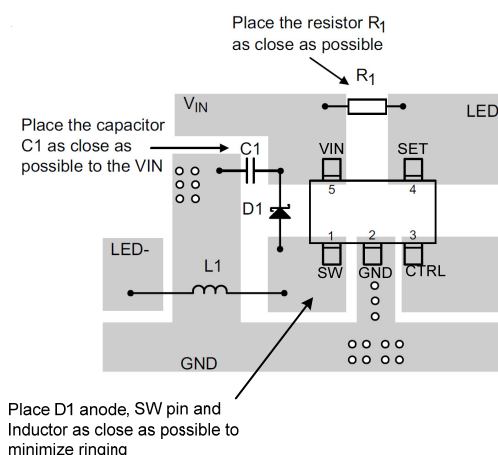 Place the resistor R1
as close as possible
R1
VIN
LED
Place the capacitor
C1 as close as
possible to the VIN
C1
VIN
SET
5
4
D1
1
2
3
LED-
SW
GND
CTRL
L1
GND
Place D1 anode, SW pin and
Inductor as close as possible to
minimize ringing